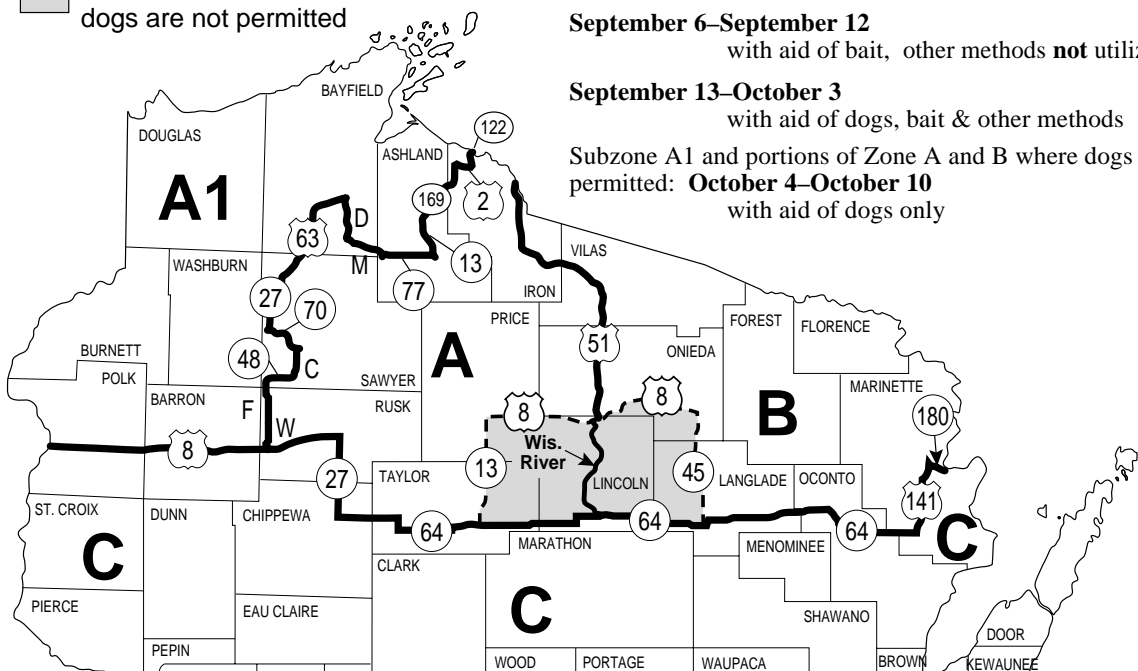 dogs are not permitted
September 6–September 12
with aid of bait, other methods not
September 13–October 3
with aid of dogs, bait & other methods
Subzone A1 and portions of Zone A and B where dogs
permitted: October 4–October 10
with aid of dogs only
BAYFIELD
DOUGLAS
122
ASHLAND
A1
169
2
D
63
VILAS
WASHBURN
M
13
77
IRON
27
70
PRICE
FOREST
FLORENCE
51
A
ONIEDA
BURNETT
48
C
POLK
SAWYER
MARINETTE
BARRON
RUSK
8
8
B
F
W
180
8
Wis.
River
13
TAYLOR
27
LINCOLN
45
LANGLADE
OCONTO
141
ST. CROIX
DUNN
CHIPPEWA
64
64
64
C
MARATHON
MENOMINEE
C
CLARK
C
PIERCE
EAU CLAIRE
SHAWANO
DOOR
PEPIN
WOOD
PORTAGE
WAUPACA
BROWN
KEWAUNEE